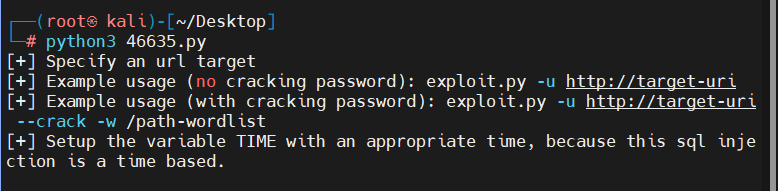 ┌──(root㉿ kali)-[~/Desktop]
└─# python3 46635.py
[+] Specify an url target
[+] Example usage (no cracking password): exploit.py -u http://target-uri
[+] Example usage (with cracking password): exploit.py -u http://target-uri
 --crack -w /path-wordlist
[+] Setup the variable TIME with an appropriate time, because this sql inje
ction is a time based.